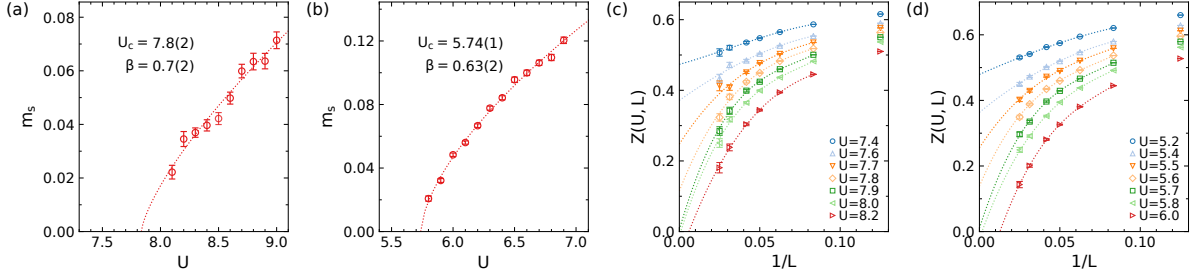 (a)
0.08
0.06
0.04
0.02
0.00
m_s
U_c = 7.8(2)
β = 0.7(2)
7.5
8.0
8.5
9.0
U
(b)
0.12
0.08
0.04
0.00
m_s
U_c = 5.74(1)
β = 0.63(2)
5.5
6.0
6.5
7.0
U
(c)
0.6
0.4
0.2
0.0
Z(U, L)
U=7.4
U=7.6
U=7.7
U=7.8
U=7.9
U=8.0
U=8.2
0.00
0.05
0.10
1/L
(d)
0.6
0.4
0.2
0.0
Z(U, L)
U=5.2
U=5.4
U=5.5
U=5.6
U=5.7
U=5.8
U=6.0
0.00
0.05
0.10
1/L